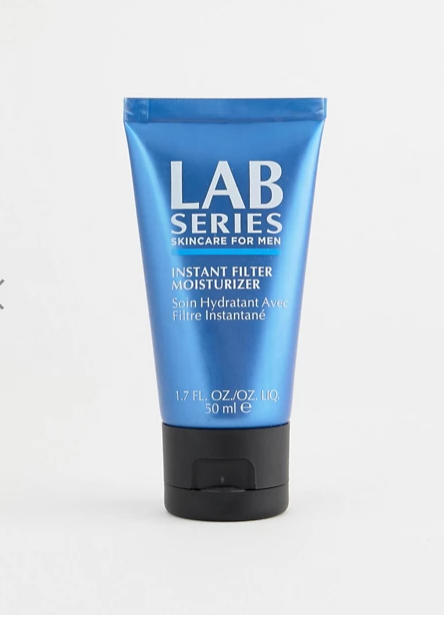 LAB
SERIES
SKINCARE FOR MEN
INSTANT FILTER
MOISTURIZER
Soin Hydratant Avec
Filtre Instantané
1.7 FL. OZ./OZ. LIQ.
50 ml ℮